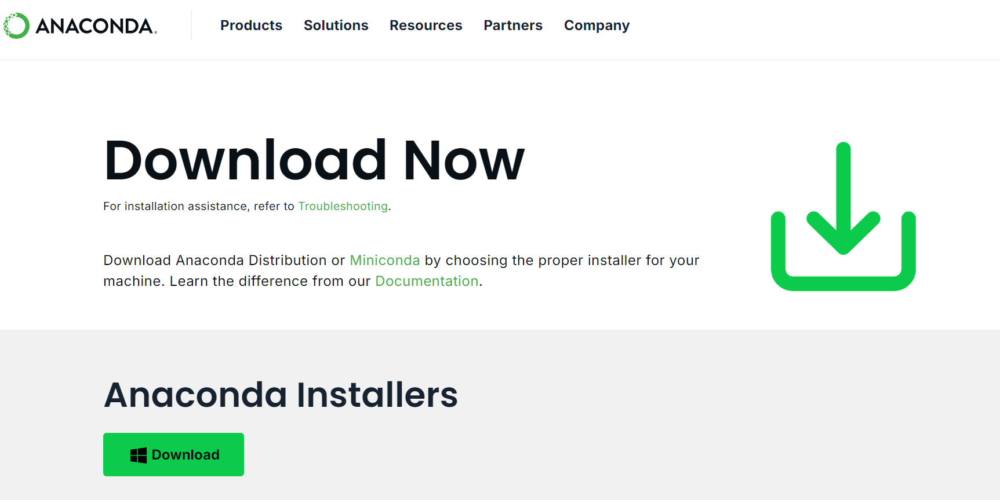 ANACONDA.
Products Solutions Resources Partners Company
Download Now
For installation assistance, refer to Troubleshooting.
Download Anaconda Distribution or Miniconda by choosing the proper installer for your
machine. Learn the difference from our Documentation.
Anaconda Installers
Download